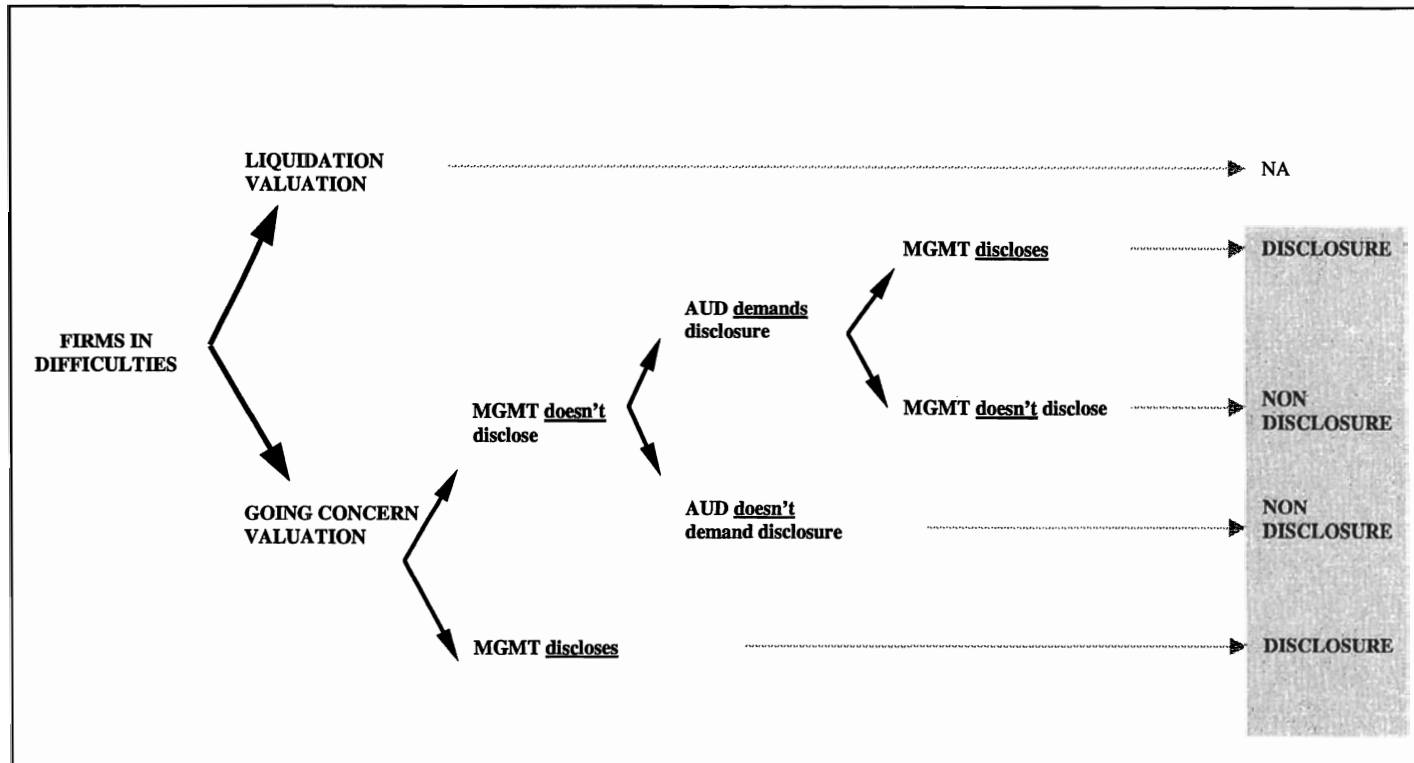 LIQUIDATION
VALUATION
NA
MGMT discloses
DISCLOSURE
AUD demands
disclosure
FIRMS IN
DIFFICULTIES
MGMT doesn't
disclose
MGMT doesn't disclose
NON
DISCLOSURE
GOING CONCERN
VALUATION
AUD doesn't
demand disclosure
NON
DISCLOSURE
MGMT discloses
DISCLOSURE